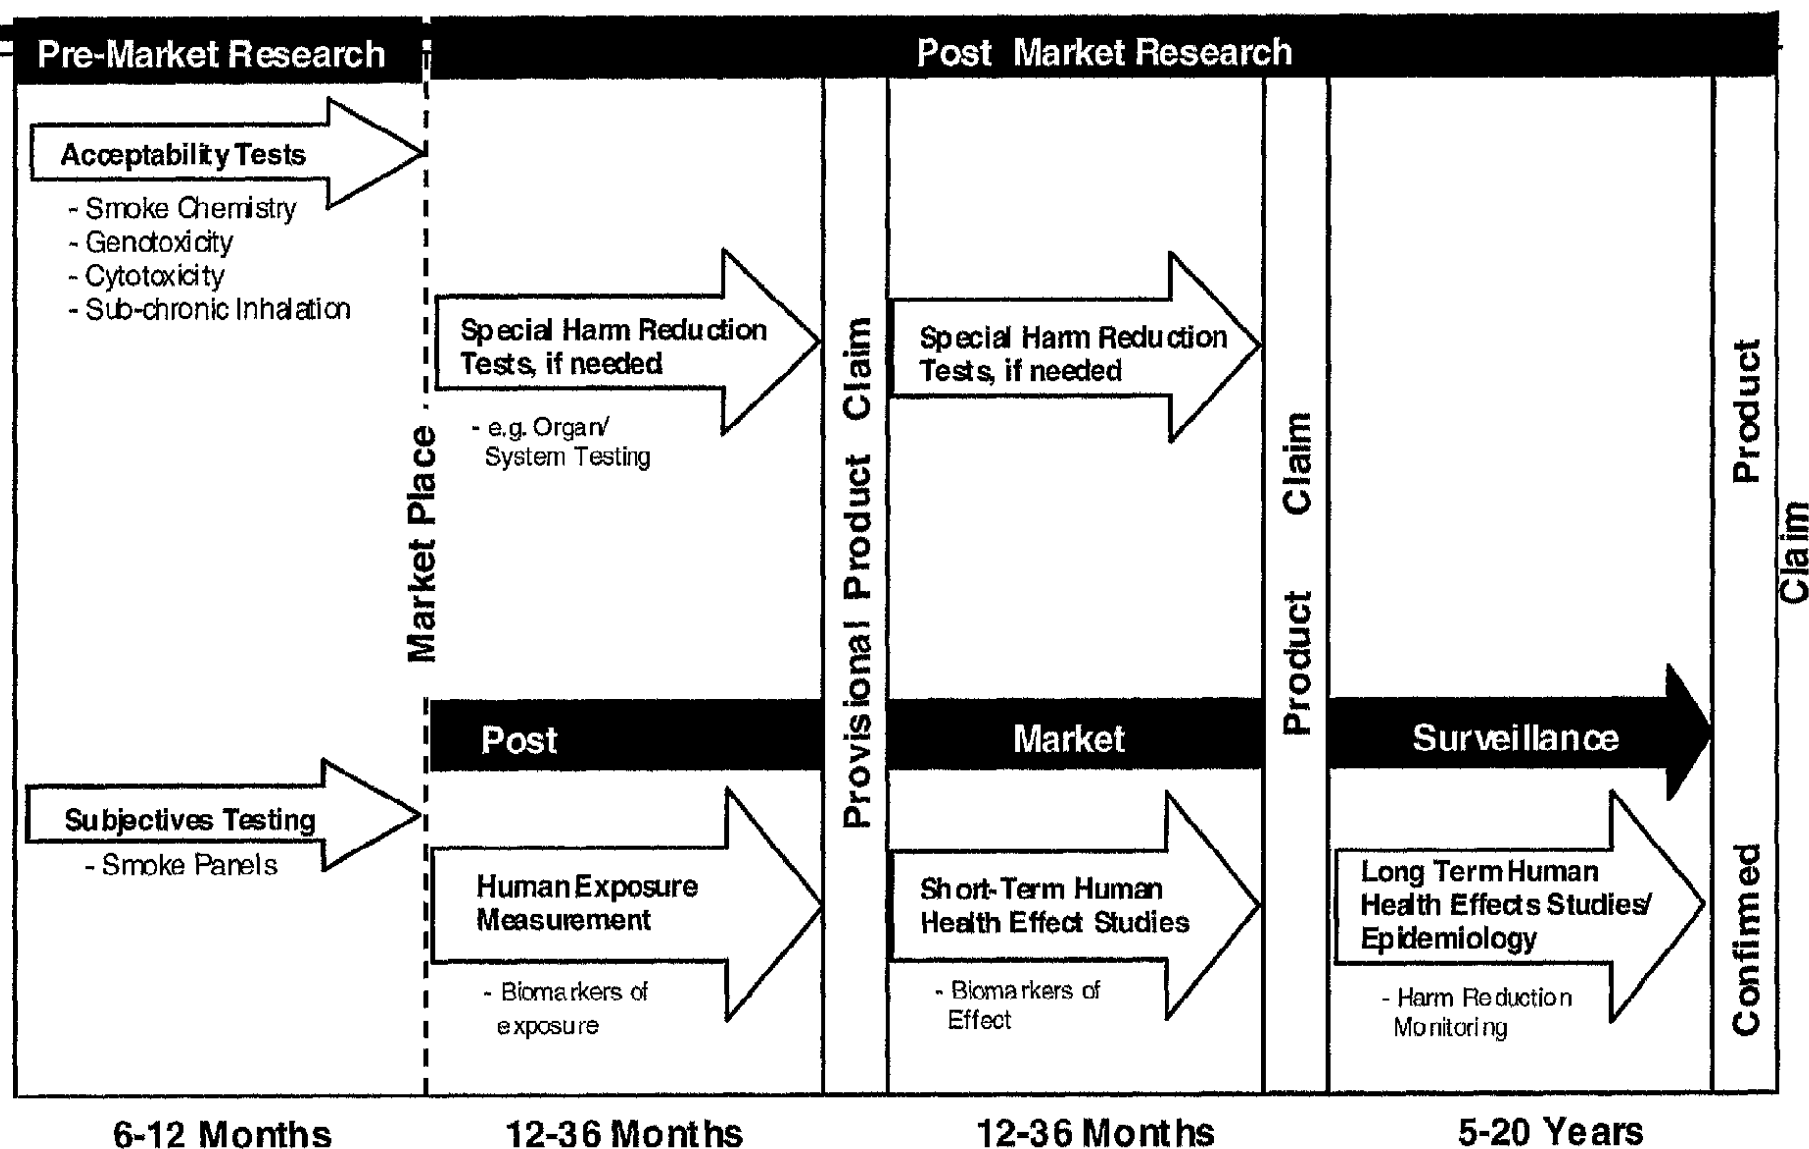 Pre-Market Research
Post Market Research
Acceptability Tests
- Smoke Chemistry
- Genotoxicity
- Cytotoxicity
- Sub-chronic Inhalation
Subjectives Testing
- Smoke Panels
Market Place
Special Harm Reduction
Tests, if needed
- e.g. Organ/
System Testing
Post
Human Exposure
Measurement
- Biomarkers of
exposure
Provisional Product Claim
Special Harm Reduction
Tests, if needed
Market
Short-Term Human
Health Effect Studies
- Biomarkers of
Effect
Product Claim
Surveillance
Long Term Human
Health Effects Studies/
Epidemiology
- Harm Reduction
Monitoring
Confirmed Product
Claim
6-12 Months
12-36 Months
12-36 Months
5-20 Years